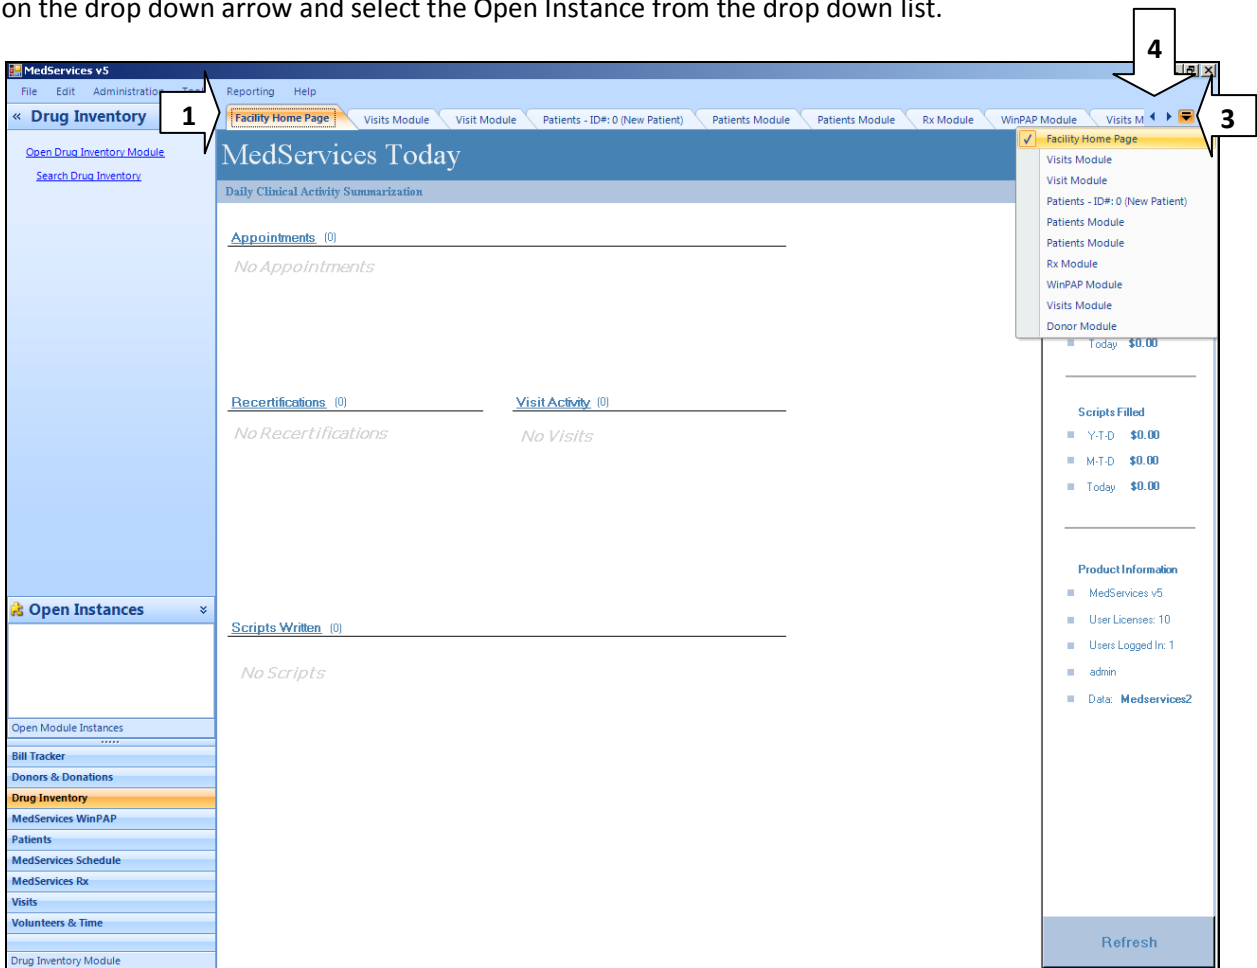 on the drop down arrow and select the Open Instance from the drop down list.
4
MedServices v5
File Edit Administration Reporting Help
1
3
« Drug Inventory
Facility Home Page Visits Module Visit Module Patients - ID#: 0 (New Patient) Patients Module Patients Module Rx Module WinPAP Module Visits M
Open Drug Inventory Module
Search Drug Inventory
MedServices Today
Daily Clinical Activity Summarization
Facility Home Page
Visits Module
Visit Module
Patients - ID#: 0 (New Patient)
Patients Module
Patients Module
Rx Module
WinPAP Module
Visits Module
Donor Module
Appointments (0)
No Appointments
Today $0.00
Recertifications (0)
No Recertifications
Visit Activity (0)
No Visits
Scripts Filled
Y-T-D $0.00
M-T-D $0.00
Today $0.00
Product Information
MedServices v5
User Licenses: 10
Users Logged In: 1
admin
Data: Medservices2
Scripts Written (0)
No Scripts
Open Instances
Open Module Instances
Bill Tracker
Donors & Donations
Drug Inventory
MedServices WinPAP
Patients
MedServices Schedule
MedServices Rx
Visits
Volunteers & Time
Drug Inventory Module
Refresh